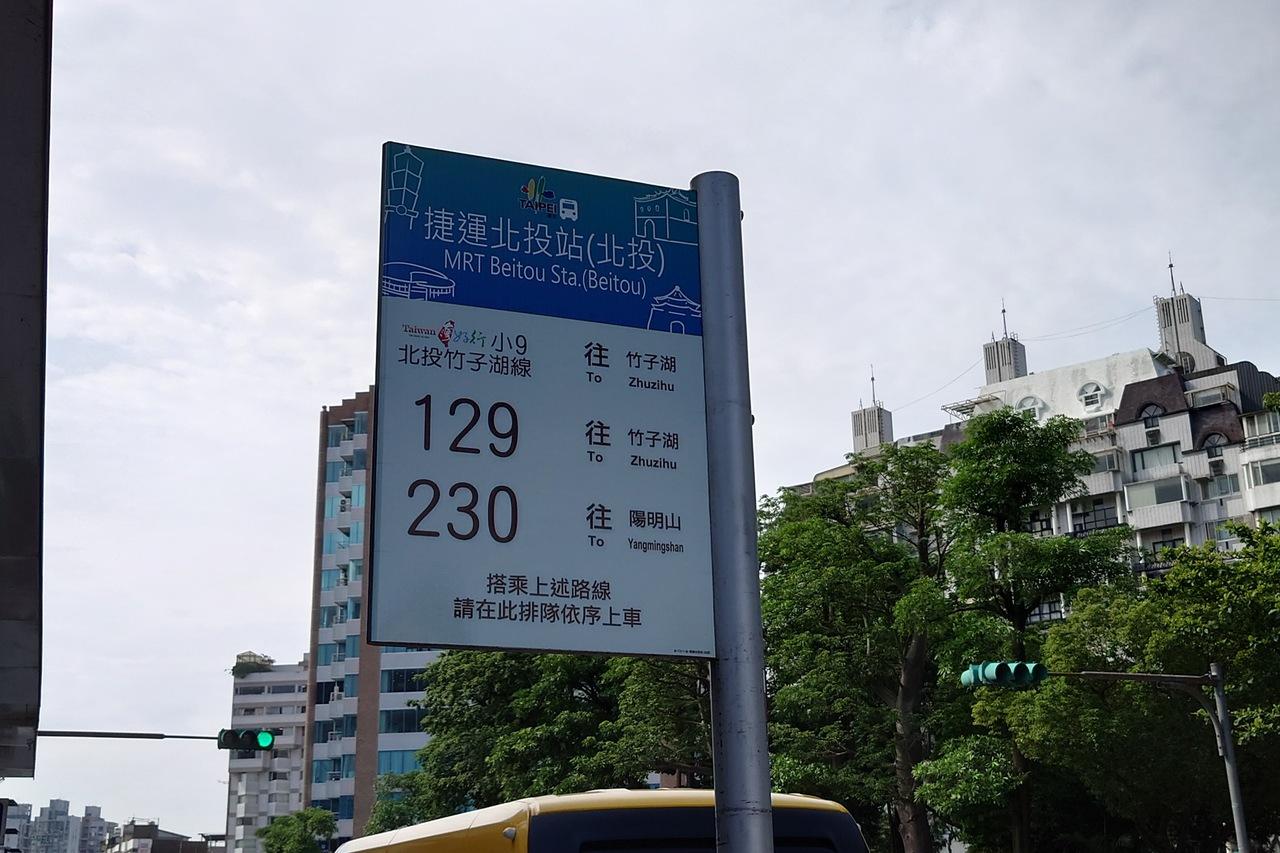 TAIPEI
捷運北投站(北投)
MRT Beitou Sta.(Beitou)
Taiwan 好行 小9 往 竹子湖
北投竹子湖線 To Zhuzihu
129 往 竹子湖
To Zhuzihu
230 往 陽明山
To Yangmingshan
搭乘上述路線
請在此排隊依序上車